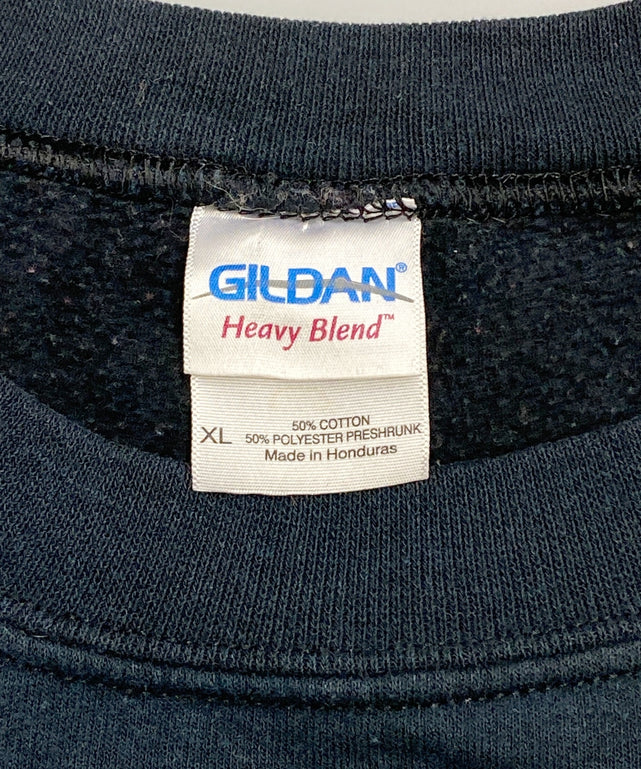 GILDAN®
Heavy Blend™
XL
50% COTTON
50% POLYESTER PRESHRUNK
Made in Honduras